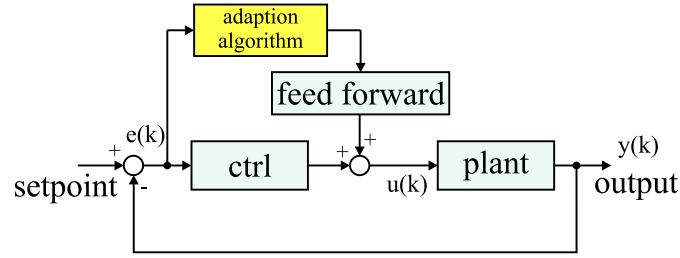 adaption
algorithm
feed forward
e(k)
+
+
+
ctrl
plant
y(k)
setpoint
-
u(k)
output